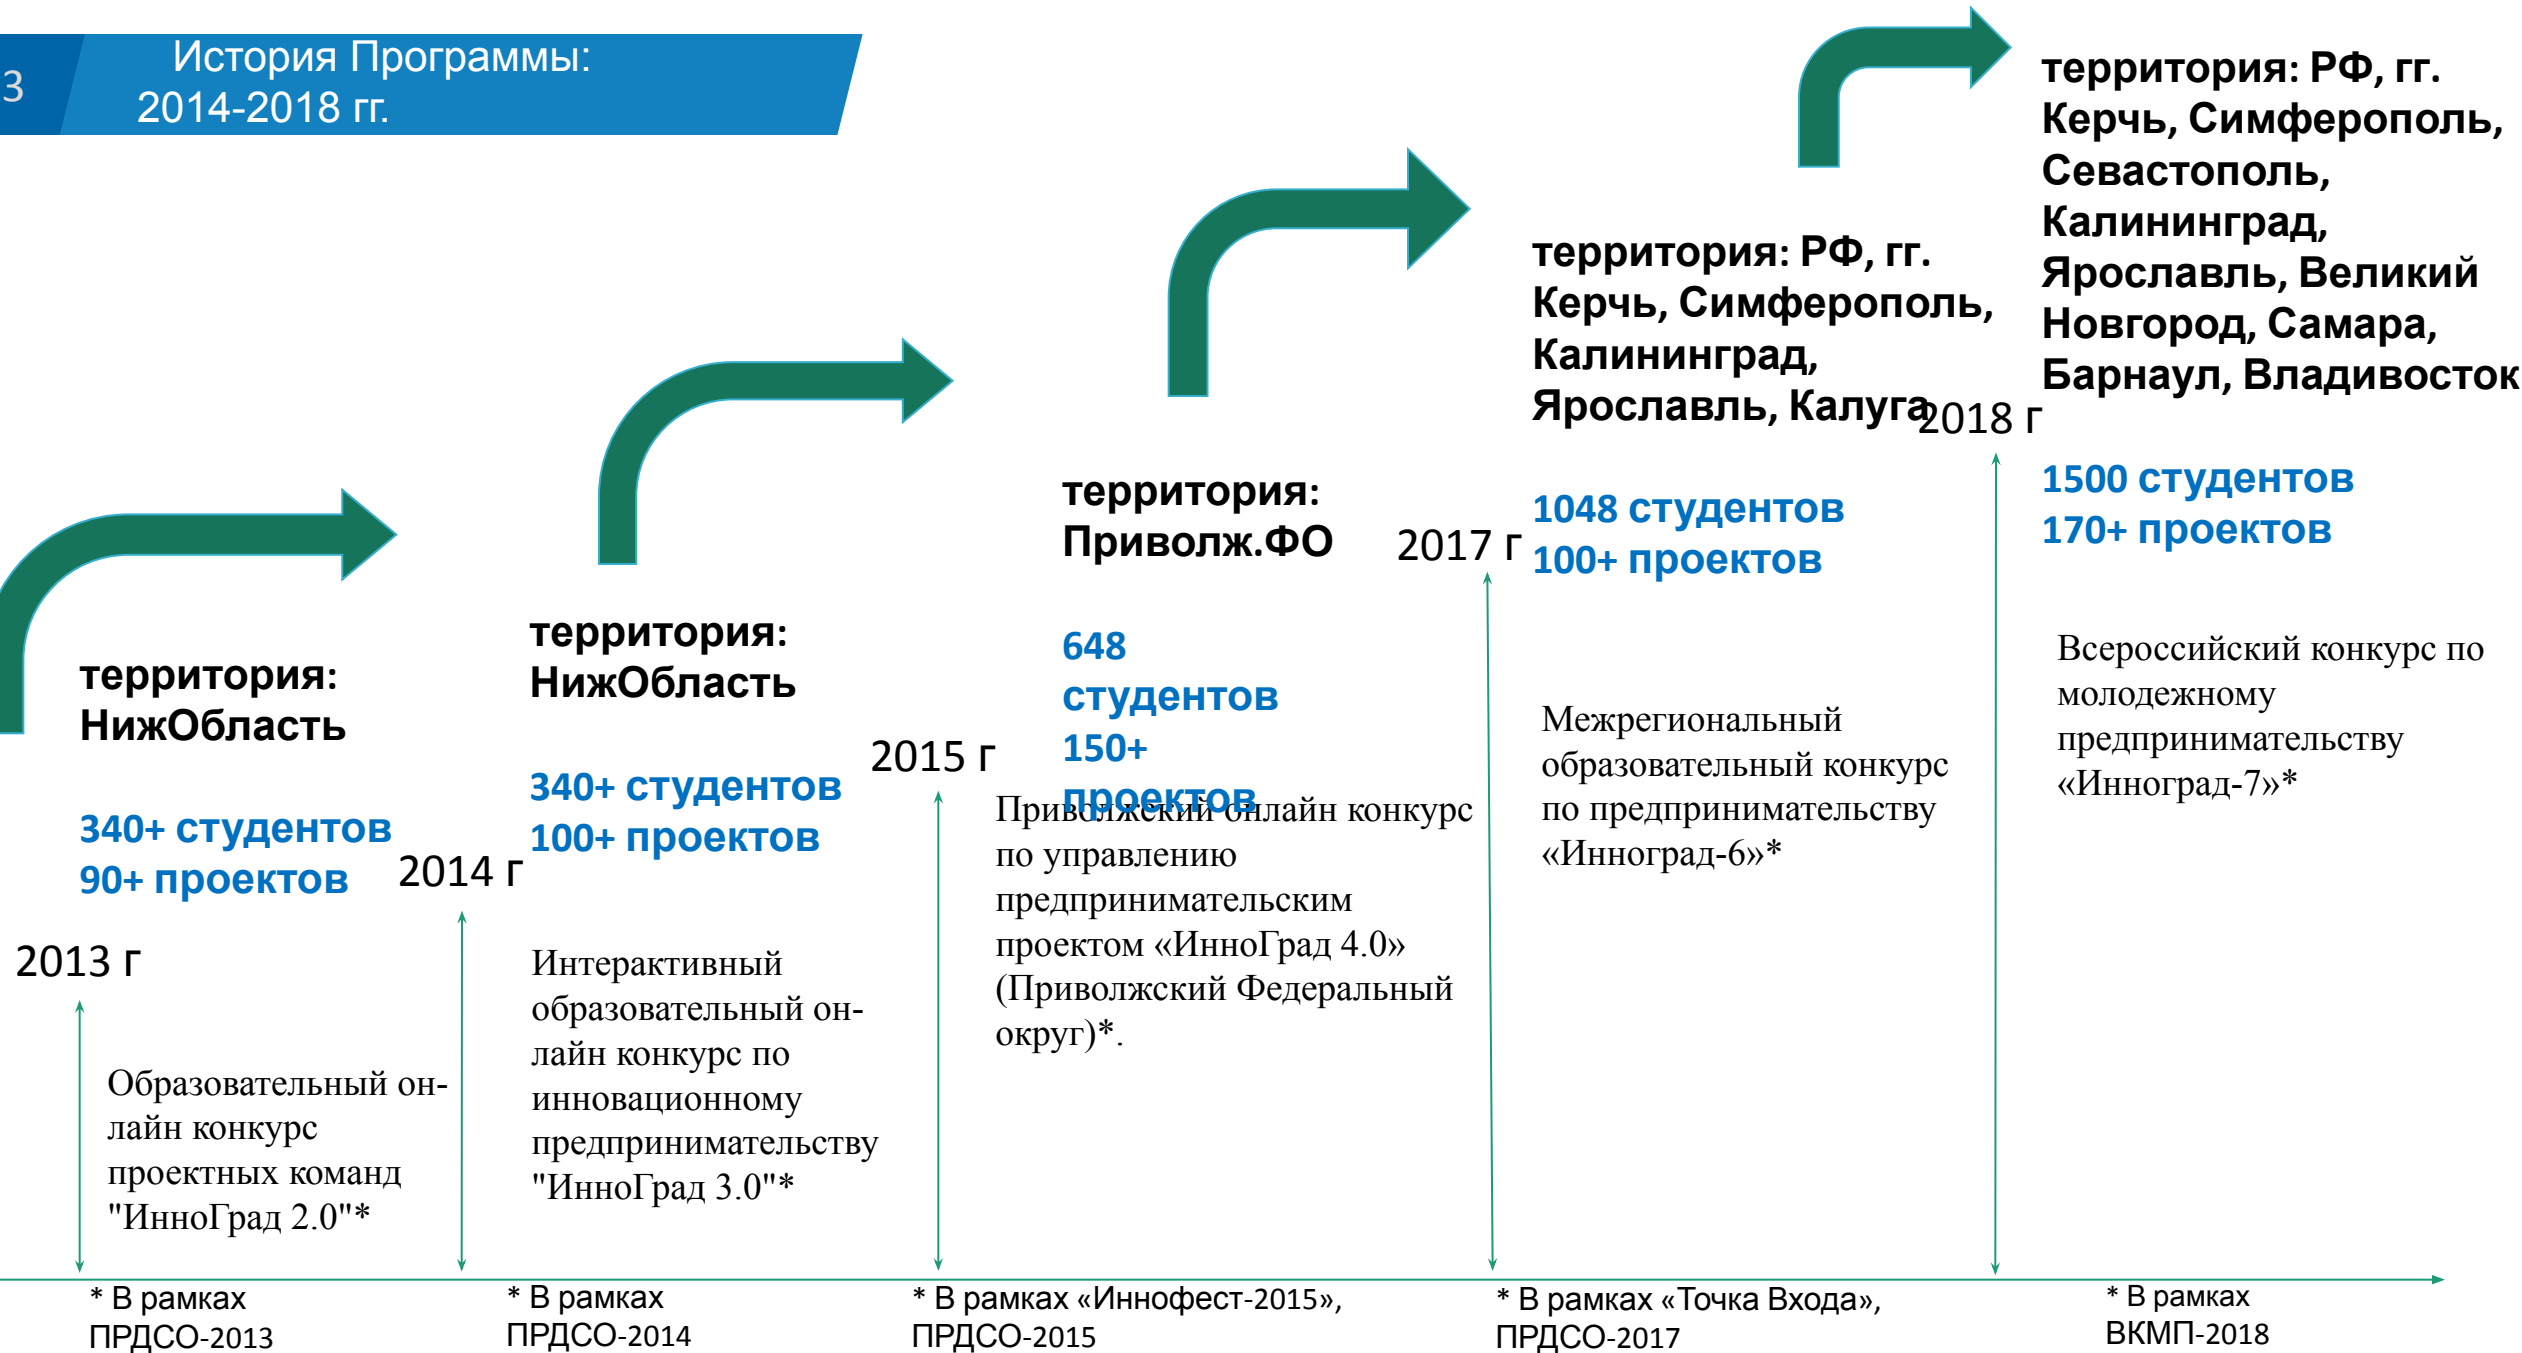 3
История Программы:
2014-2018 гг.
2013 г
территория:
НижОбласть
340+ студентов
90+ проектов
Образовательный он-
лайн конкурс
проектных команд
"ИнноГрад 2.0"*
* В рамках
ПРДСО-2013
2014 г
территория:
НижОбласть
340+ студентов
100+ проектов
Интерактивный
образовательный он-
лайн конкурс по
инновационному
предпринимательству
"ИнноГрад 3.0"*
* В рамках
ПРДСО-2014
2015 г
территория:
Приволж.ФО
648
студентов
150+
проектов
Приволжский онлайн конкурс
по управлению
предпринимательским
проектом «ИнноГрад 4.0»
(Приволжский Федеральный
округ)*.
* В рамках «Иннофест-2015»,
ПРДСО-2015
2017 г
территория: РФ, гг.
Керчь, Симферополь,
Калининград,
Ярославль, Калуга
1048 студентов
100+ проектов
Межрегиональный
образовательный конкурс
по предпринимательству
«Инноград-6»*
* В рамках «Точка Входа»,
ПРДСО-2017
2018 г
территория: РФ, гг.
Керчь, Симферополь,
Севастополь,
Калининград,
Ярославль, Великий
Новгород, Самара,
Барнаул, Владивосток
1500 студентов
170+ проектов
Всероссийский конкурс по
молодежному
предпринимательству
«Инноград-7»*
* В рамках
ВКМП-2018